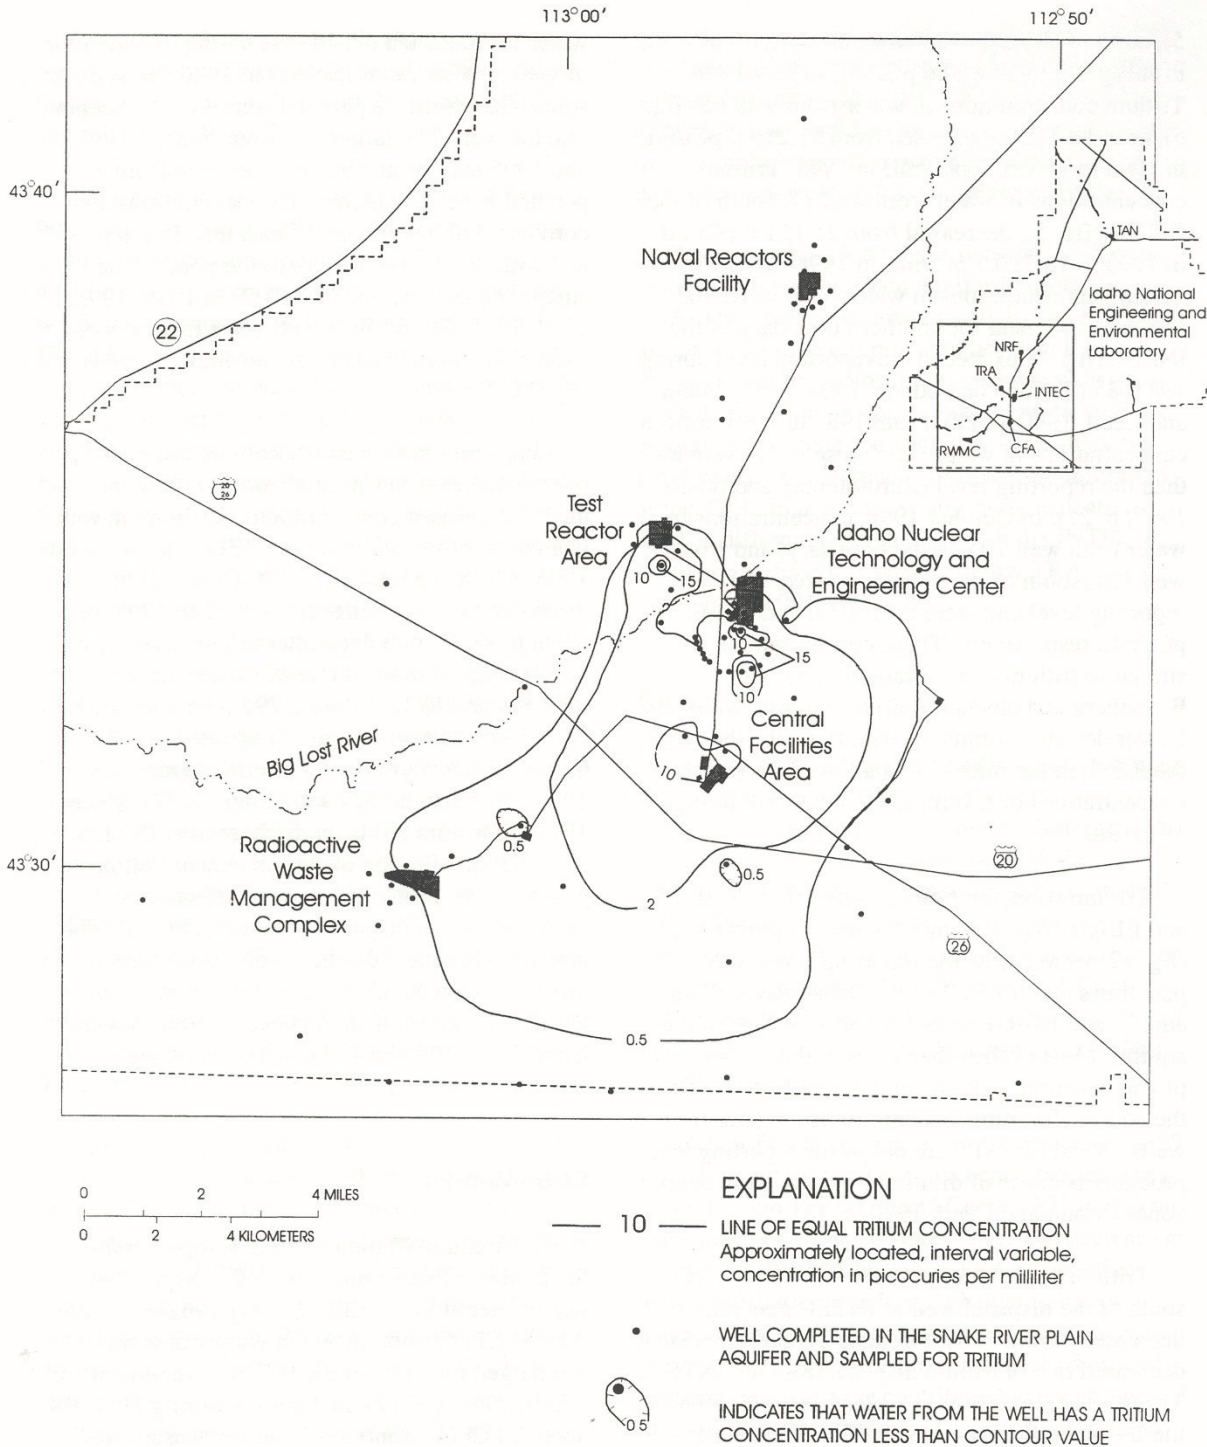 113°00'
112°50'
43°40'
Naval Reactors
Facility
22
TAN
Idaho National
Engineering and
Environmental
Laboratory
NRF
TRA
INTEC
RWMC
CFA
20
26
Test
Reactor
Area
10
15
Idaho Nuclear
Technology and
Engineering Center
10
15
10
Central
Facilities
Area
10
Big Lost River
0.5
43°30'
Radioactive
Waste
Management
Complex
0.5
20
2
26
0.5
0 2 4 MILES
0 2 4 KILOMETERS
EXPLANATION
10
LINE OF EQUAL TRITIUM CONCENTRATION
Approximately located, interval variable,
concentration in picocuries per milliliter
WELL COMPLETED IN THE SNAKE RIVER PLAIN
AQUIFER AND SAMPLED FOR TRITIUM
0.5
INDICATES THAT WATER FROM THE WELL HAS A TRITIUM
CONCENTRATION LESS THAN CONTOUR VALUE